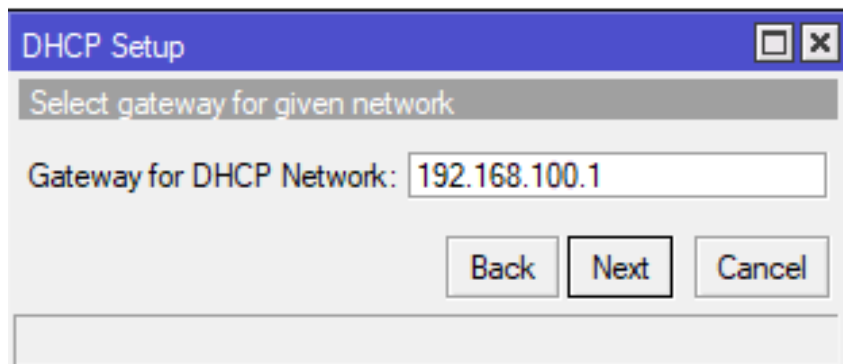 DHCP Setup
Select gateway for given network
Gateway for DHCP Network: 192.168.100.1
Back Next Cancel